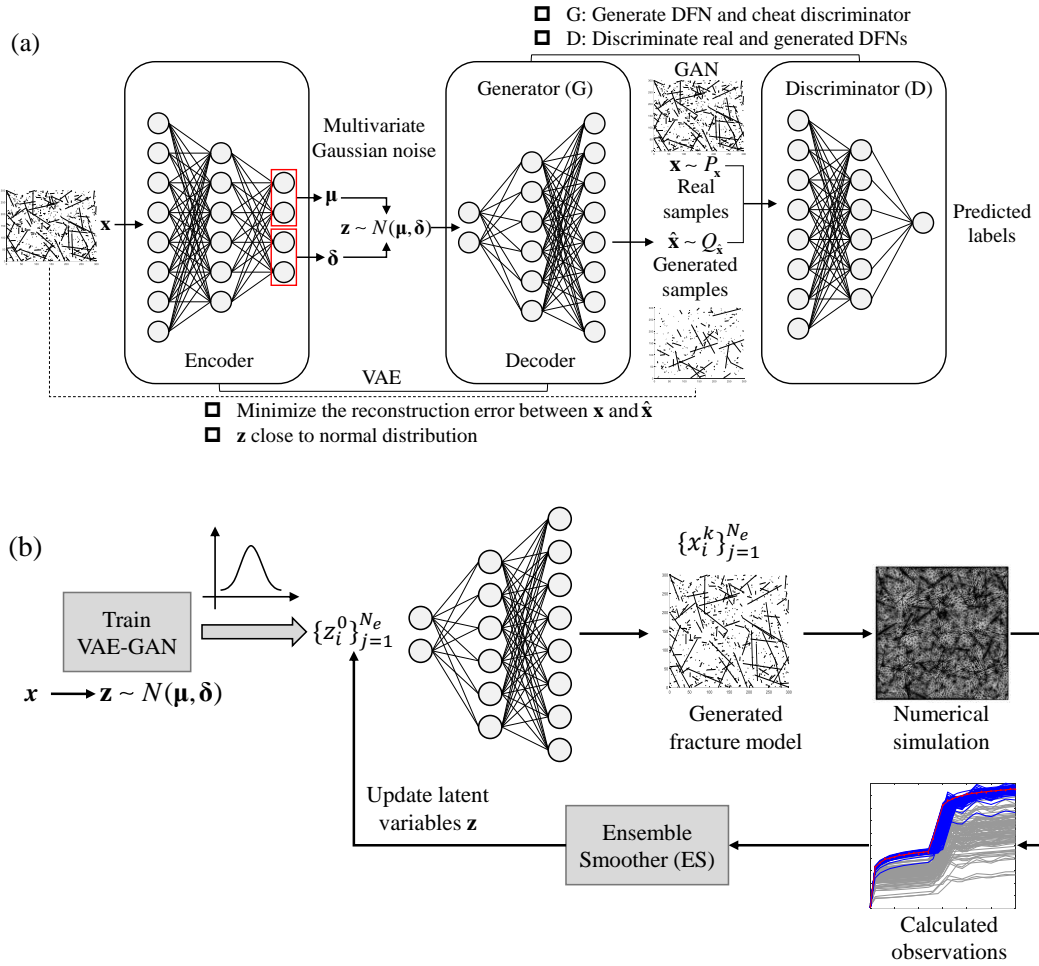 (a)
G: Generate DFN and cheat discriminator
D: Discriminate real and generated DFNs
Generator (G)
GAN
Discriminator (D)
Multivariate
Gaussian noise
x
μ
z ~ N(μ, δ)
δ
x ~ Pₓ
Real
samples
x̂ ~ Q_x̂
Generated
samples
Predicted
labels
Encoder
Decoder
VAE
Minimize the reconstruction error between x and x̂
z close to normal distribution
(b)
Train
VAE-GAN
x → z ~ N(μ, δ)
{z_i^0}_{j=1}^{N_e}
{x_i^k}_{j=1}^{N_e}
Generated
fracture model
Numerical
simulation
Update latent
variables z
Ensemble
Smoother (ES)
Calculated
observations